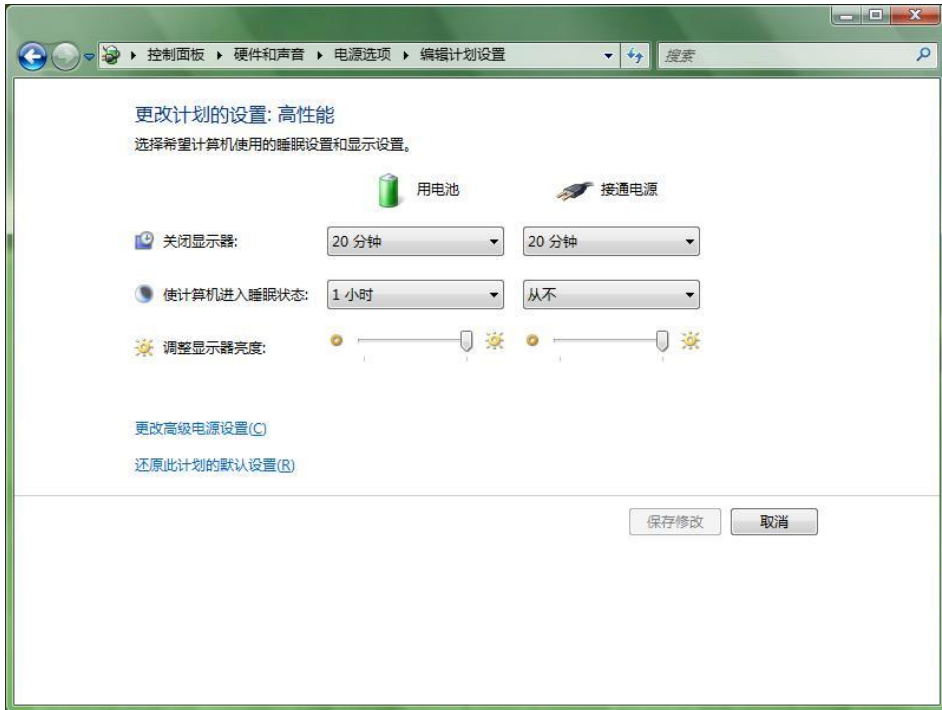 控制面板 ▸ 硬件和声音 ▸ 电源选项 ▸ 编辑计划设置
搜索
更改计划的设置: 高性能
选择希望计算机使用的睡眠设置和显示设置。
用电池 接通电源
关闭显示器: 20 分钟 20 分钟
使计算机进入睡眠状态: 1 小时 从不
调整显示器亮度:
更改高级电源设置(C)
还原此计划的默认设置(R)
保存修改 取消